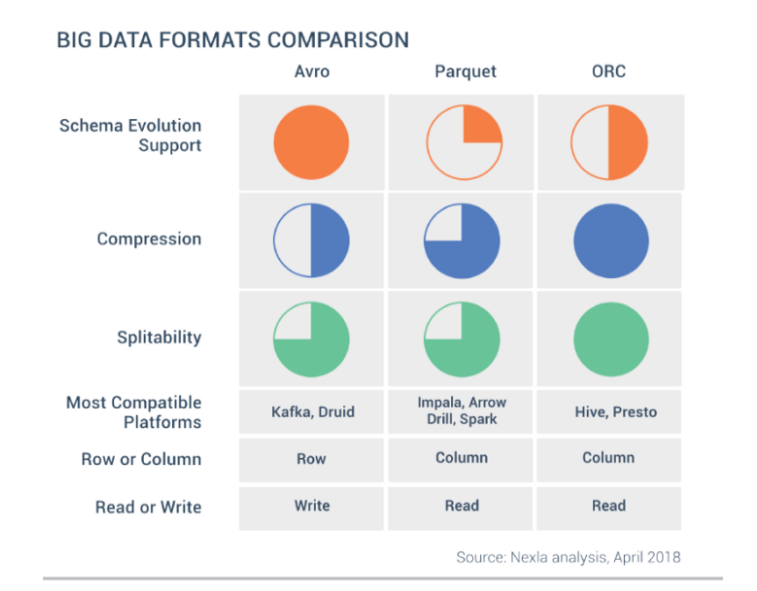 BIG DATA FORMATS COMPARISON
Avro Parquet ORC
Schema Evolution
Support
Compression
Splitability
Most Compatible
Platforms
Kafka, Druid
Impala, Arrow
Drill, Spark
Hive, Presto
Row or Column
Row
Column
Column
Read or Write
Write
Read
Read
Source: Nexla analysis, April 2018